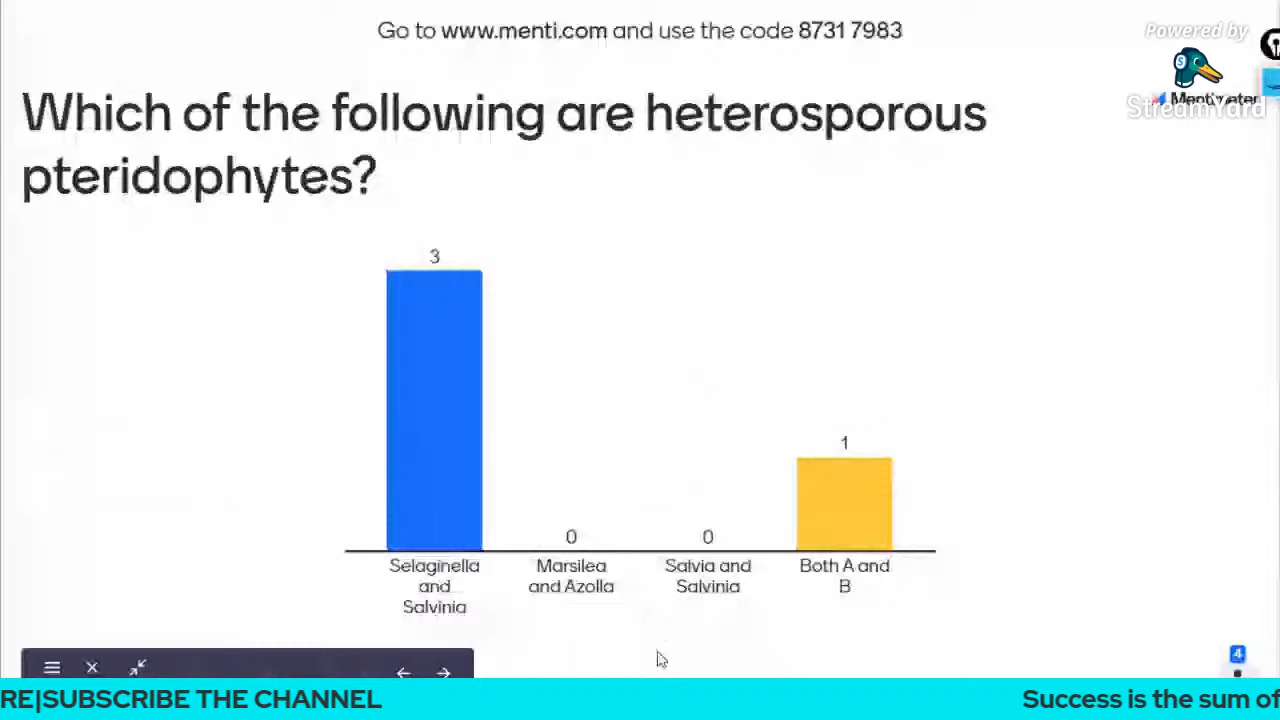 Go to www.menti.com and use the code 8731 7983
Powered by
Mentimeter
StreamYard
Which of the following are heterosporous
pteridophytes?
3
0
0
1
Selaginella
and
Salvinia
Marsilea
and Azolla
Salvia and
Salvinia
Both A and
B
4
RE|SUBSCRIBE THE CHANNEL
Success is the sum of